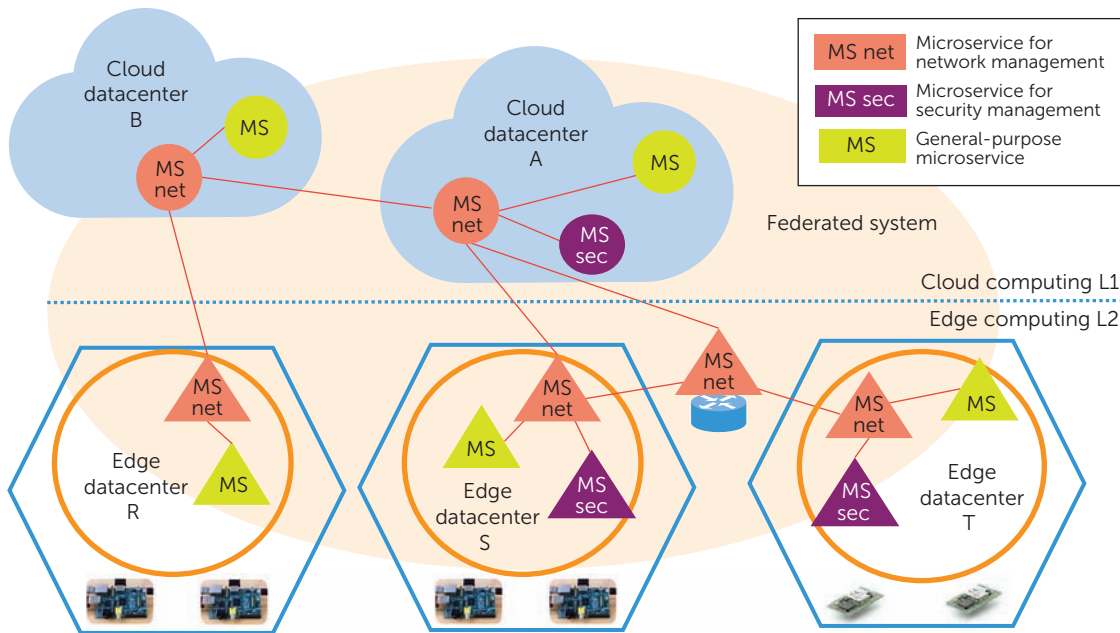 Cloud
datacenter
B
MS
MS
net
Cloud
datacenter
A
MS
MS
net
MS
sec
MS net
Microservice for
network management
MS sec
Microservice for
security management
MS
General-purpose
microservice
Federated system
Cloud computing L1
Edge computing L2
MS
net
MS
Edge
datacenter
R
MS
net
MS
MS
sec
Edge
datacenter
S
MS
net
MS
net
MS
MS
sec
Edge
datacenter
T